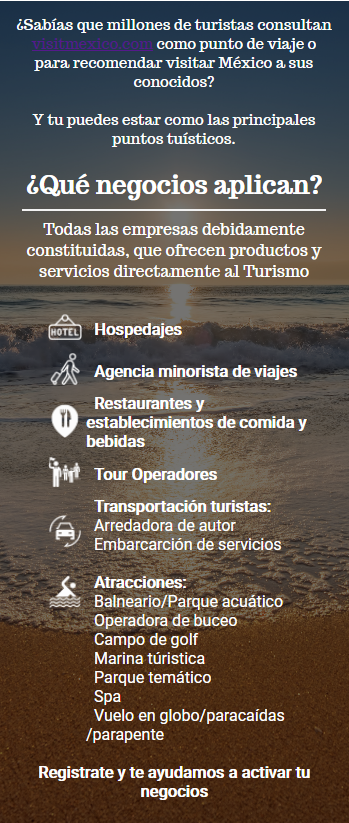 ¿Sabías que millones de turistas consultan
visitmexico.com como punto de viaje o
para recomendar visitar México a sus
conocidos?
Y tu puedes estar como las principales
puntos tuísticos.
¿Qué negocios aplican?
Todas las empresas debidamente
constituidas, que ofrecen productos y
servicios directamente al Turismo
HOTEL
Hospedajes
Agencia minorista de viajes
Restaurantes y
establecimientos de comida y
bebidas
Tour Operadores
Transportación turistas:
Arredadora de autor
Embarcarción de servicios
Atracciones:
Balneario/Parque acuático
Operadora de buceo
Campo de golf
Marina túristica
Parque temático
Spa
Vuelo en globo/paracaídas
/parapente
Registrate y te ayudamos a activar tu
negocios